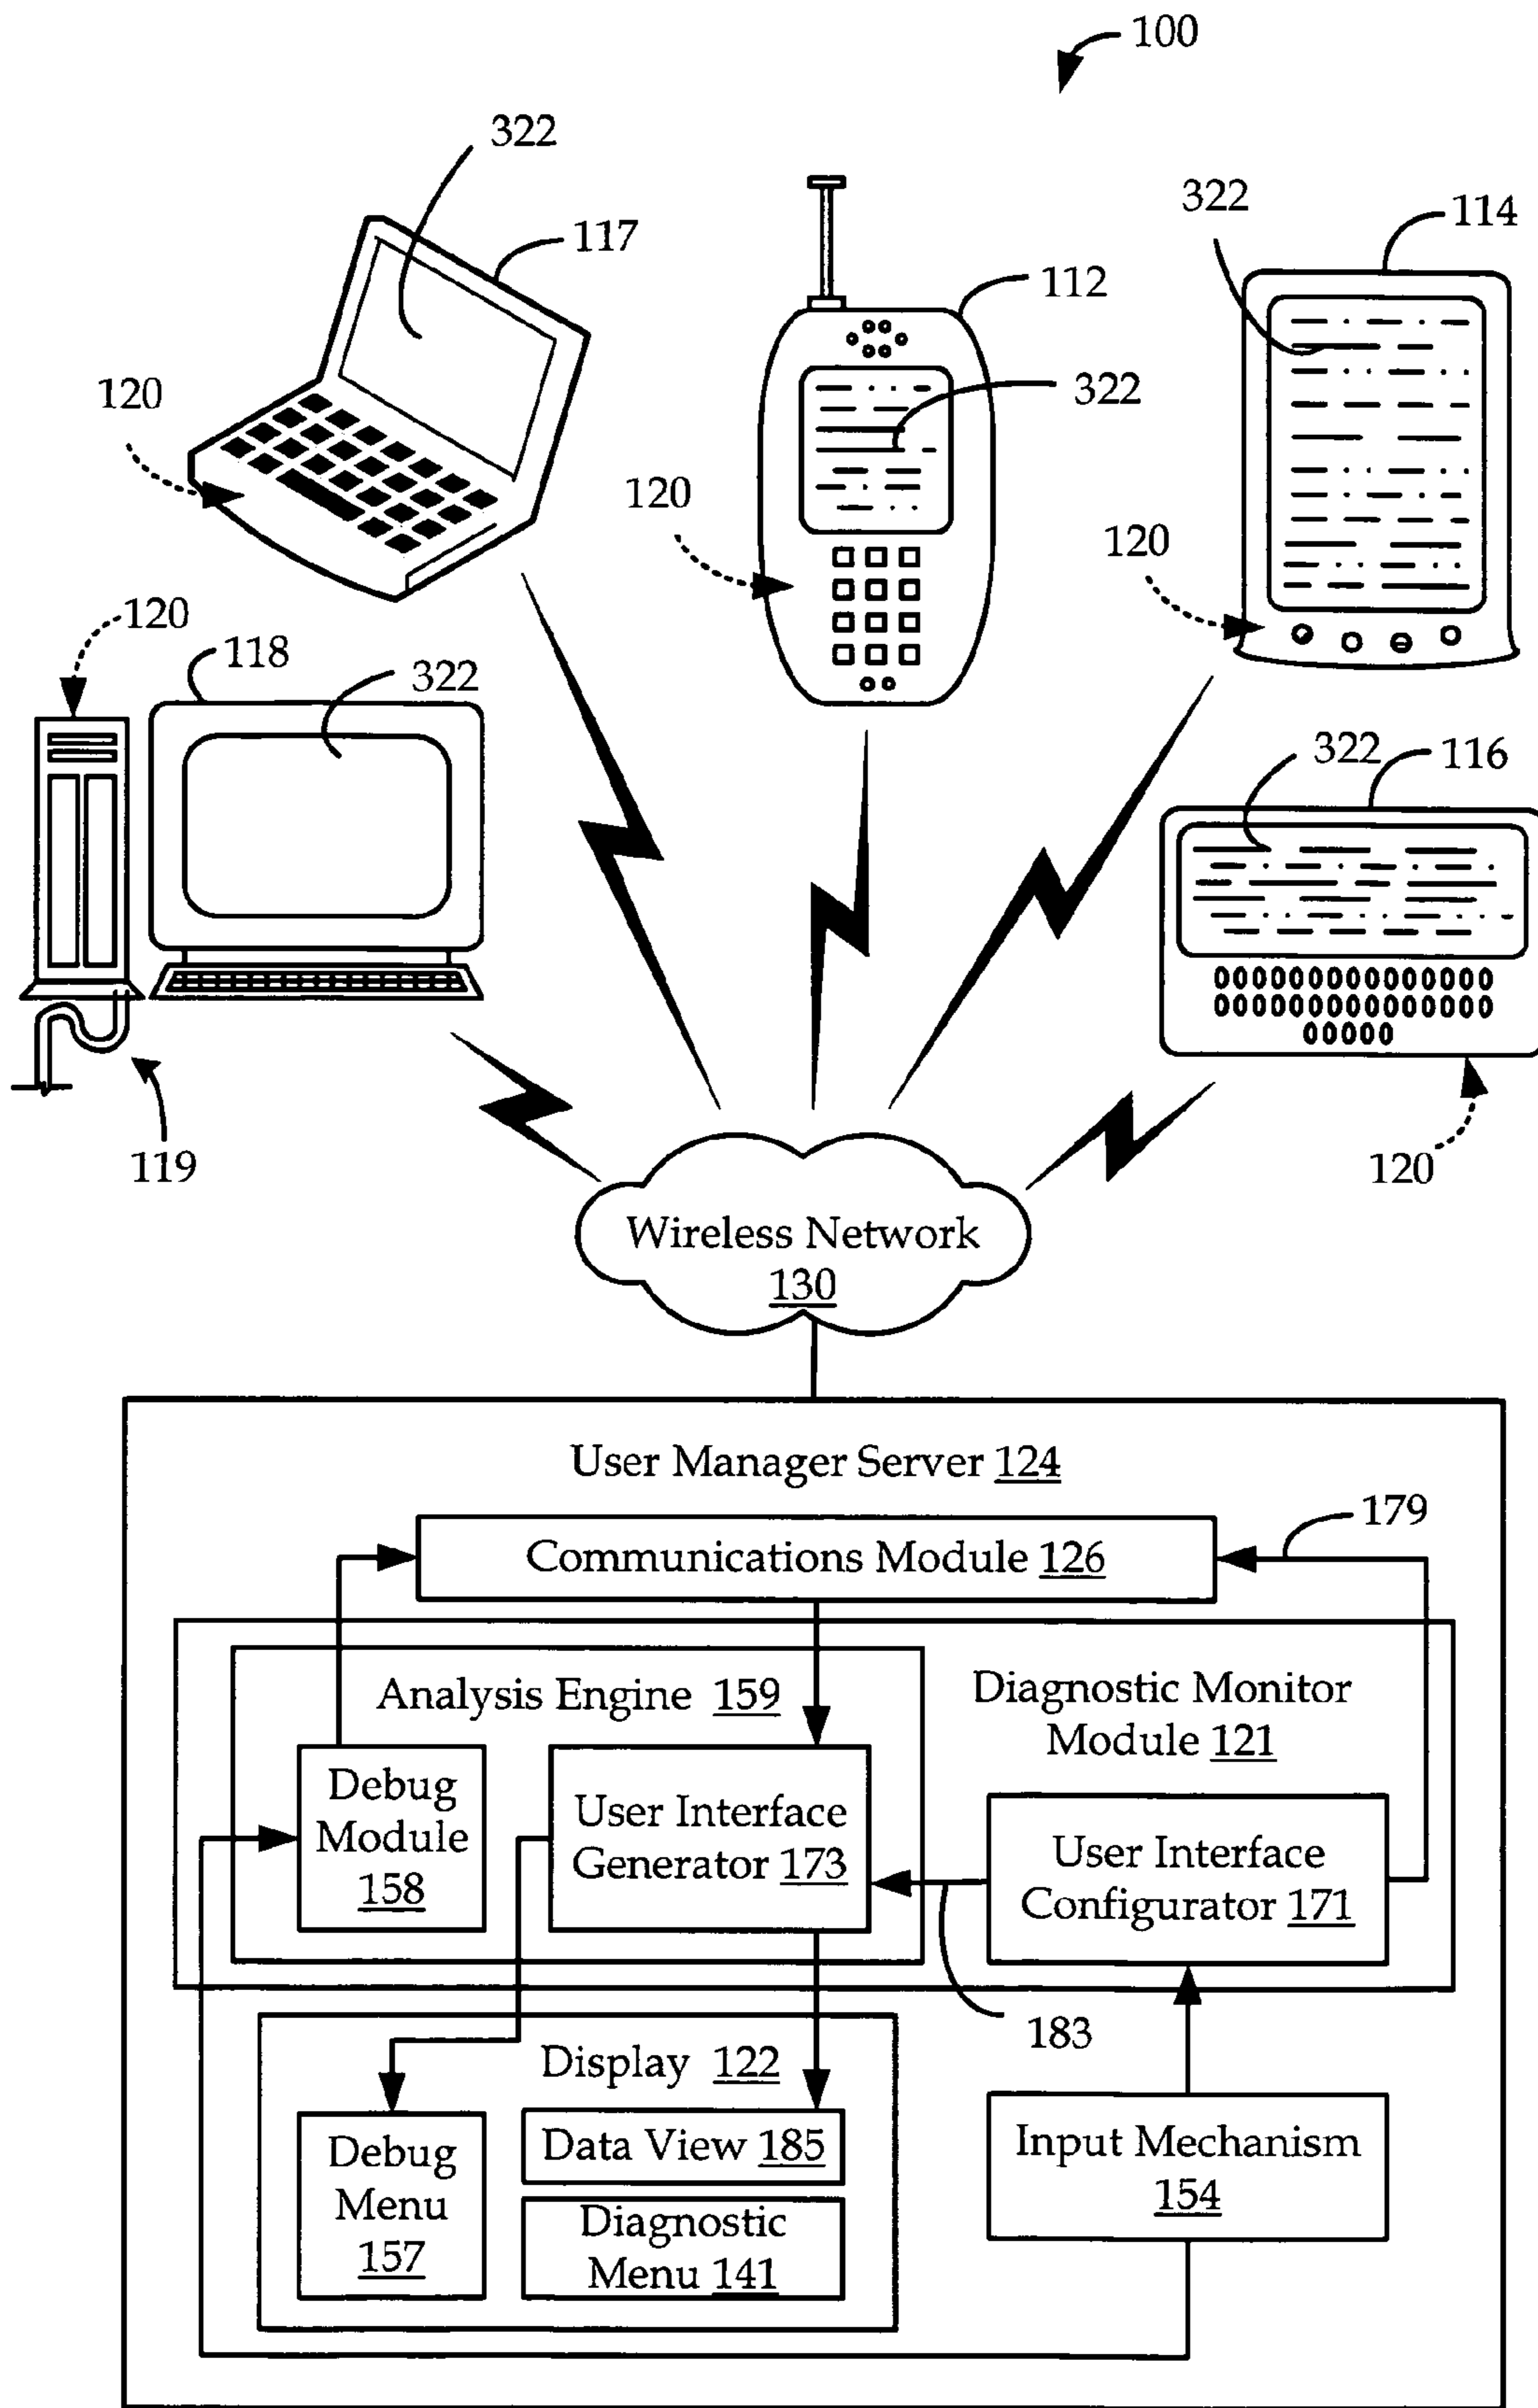 100
322
117
322
114
112
120
322
120
120
120
118
322
322
116
119
120
Wireless Network
130
User Manager Server 124
179
Communications Module 126
Analysis Engine 159
Diagnostic Monitor
Module 121
Debug
Module
158
User Interface
Generator 173
User Interface
Configurator 171
183
Display 122
Debug
Menu
157
Data View 185
Diagnostic
Menu 141
Input Mechanism
154